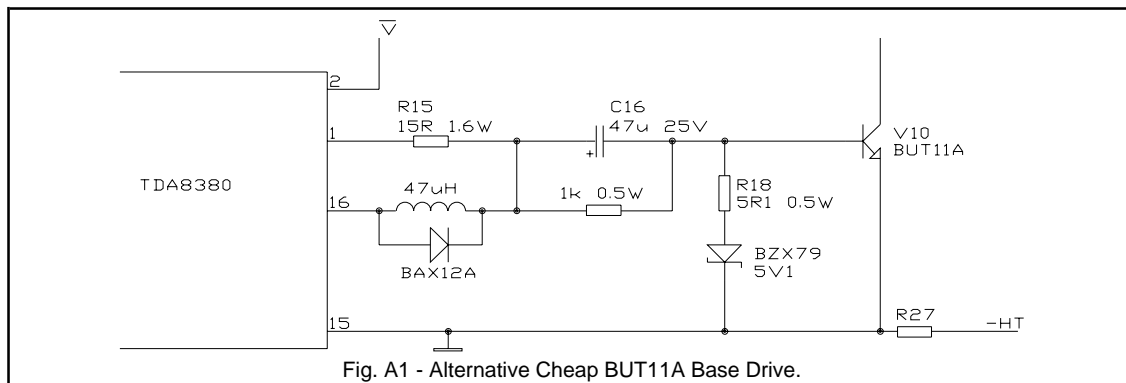 V
2
R15
15R 1.6W
C16
47u 25V
1
+
V10
BUT11A
TDA8380
47uH
16
1k 0.5W
R18
5R1 0.5W
BAX12A
BZX79
5V1
15
R27
-HT
Fig. A1 - Alternative Cheap BUT11A Base Drive.